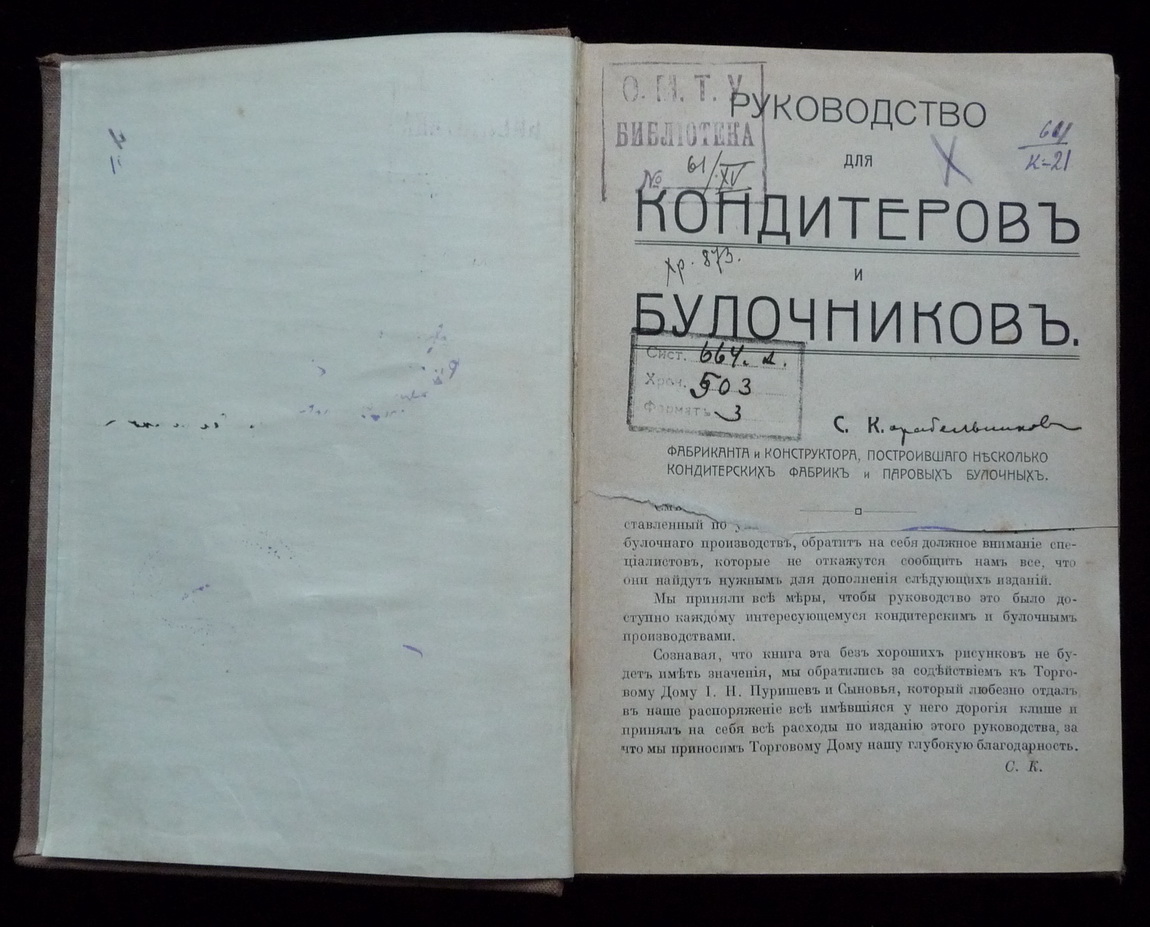 О. М. Т. У.
БИБЛІОТЕКА
№ 61/XV
РУКОВОДСТВО
664
К-21
ДЛЯ
КОНДИТЕРОВЪ
хр. 873.
И
БУЛОЧНИКОВЪ.
Сист. 664.
Хрон. 503
Форматъ 3
С. Карабельниковъ
ФАБРИКАНТА и КОНСТРУКТОРА, ПОСТРОИВШАГО НѢСКОЛЬКО
КОНДИТЕРСКИХЪ ФАБРИКЪ и ПАРОВЫХЪ БУЛОЧНЫХЪ.
ставленный по
булочнаго производствъ, обратитъ на себя должное вниманіе спе-
ціалистовъ, которые не откажутся сообщить намъ все, что
они найдутъ нужнымъ для дополненія слѣдующихъ изданій.
Мы приняли всѣ мѣры, чтобы руководство это было до-
ступно каждому интересующемуся кондитерскимъ и булочнымъ
производствами.
Сознавая, что книга эта безъ хорошихъ рисунковъ не бу-
детъ имѣть значенія, мы обратились за содѣйствіемъ къ Торго-
вому Дому І. Н. Пуришевъ и Сыновья, который любезно отдалъ
въ наше распоряженіе всѣ имѣвшіяся у него дорогія клише и
принялъ на себя всѣ расходы по изданію этого руководства, за
что мы приносимъ Торговому Дому нашу глубокую благодарность.
С. К.